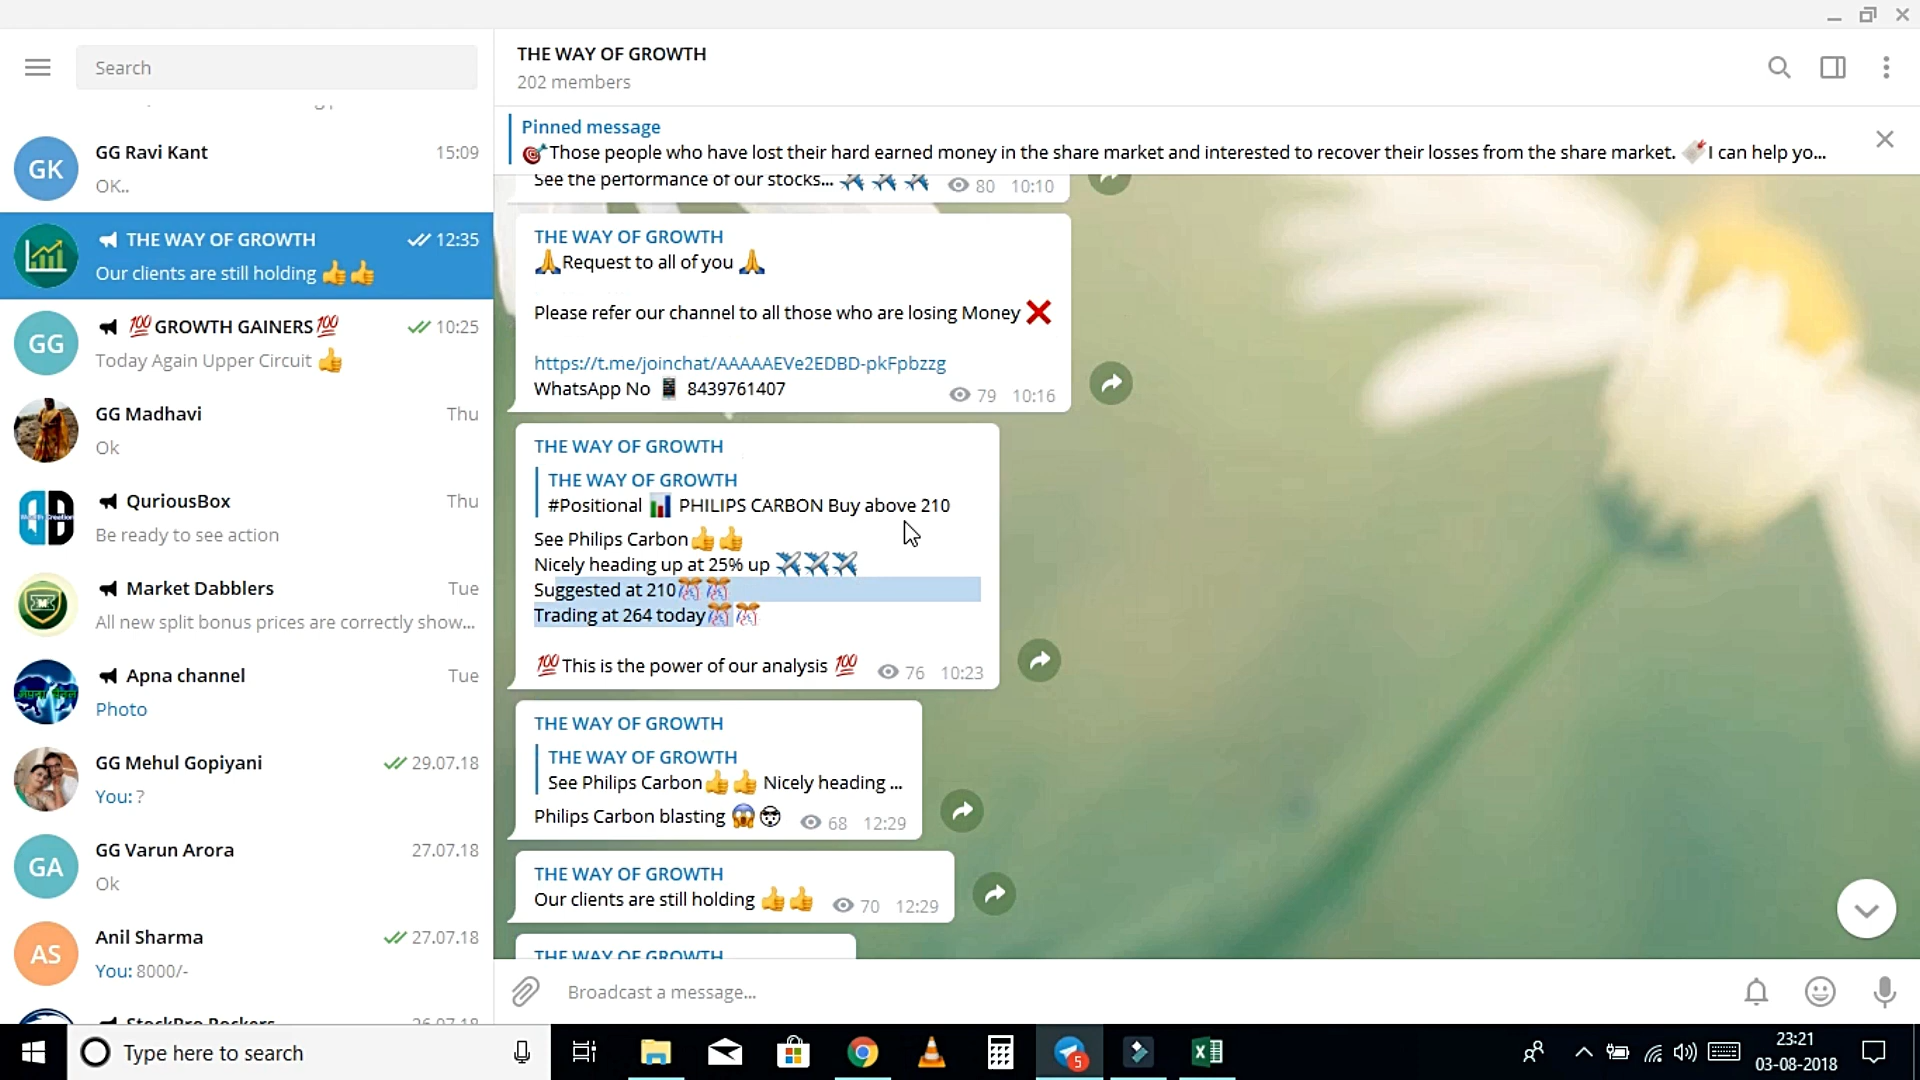 Search
GG Ravi Kant 15:09
OK..
THE WAY OF GROWTH 12:35
Our clients are still holding 👍👍
💯GROWTH GAINERS💯 10:25
Today Again Upper Circuit 👍
GG Madhavi Thu
Ok
QuriousBox Thu
Be ready to see action
Market Dabblers Tue
All new split bonus prices are correctly show...
Apna channel Tue
Photo
GG Mehul Gopiyani 29.07.18
You: ?
GG Varun Arora 27.07.18
Ok
Anil Sharma 27.07.18
You: 8000/-
StockPro Rockers 26.07.18
GK
GG
GA
AS
THE WAY OF GROWTH
202 members
Pinned message
🎯Those people who have lost their hard earned money in the share market and interested to recover their losses from the share market. I can help yo...
See the performance of our stocks... ✈✈✈ 80 10:10
THE WAY OF GROWTH
🙏Request to all of you 🙏
Please refer our channel to all those who are losing Money ❌
https://t.me/joinchat/AAAAAEVe2EDBD-pkFpbzzg
WhatsApp No 📱 8439761407 79 10:16
THE WAY OF GROWTH
THE WAY OF GROWTH
#Positional 📊 PHILIPS CARBON Buy above 210
See Philips Carbon👍👍
Nicely heading up at 25% up ✈✈✈
Suggested at 210🎊🎊
Trading at 264 today🎊🎊
💯This is the power of our analysis 💯 76 10:23
THE WAY OF GROWTH
THE WAY OF GROWTH
See Philips Carbon👍👍 Nicely heading ...
Philips Carbon blasting 😱🤯 68 12:29
THE WAY OF GROWTH
Our clients are still holding 👍👍 70 12:29
THE WAY OF GROWTH
Broadcast a message...
Type here to search
5
23:21
03-08-2018